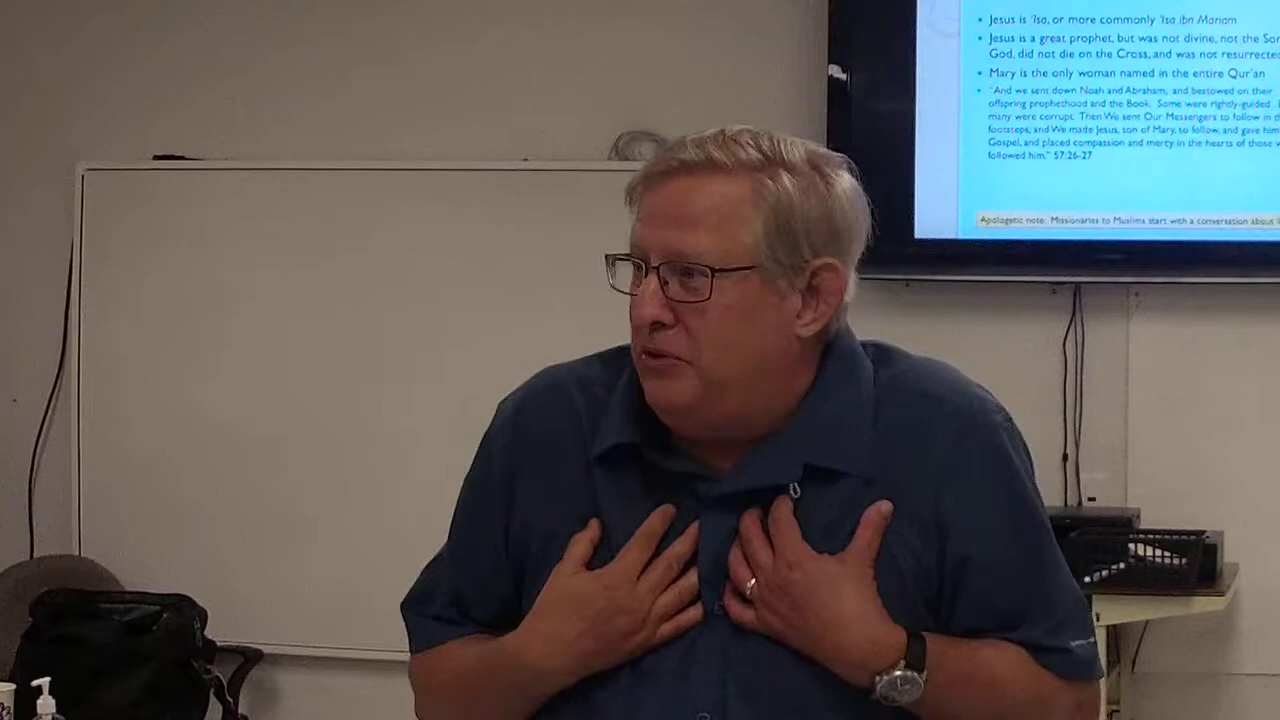 • Jesus is 'Isa, or more commonly 'Isa ibn Mariam
• Jesus is a great prophet, but was not divine, not the Son
God, did not die on the Cross, and was not resurrected
• Mary is the only woman named in the entire Qur'an
• "And we sent down Noah and Abraham, and bestowed on their
offspring prophethood and the Book. Some were rightly-guided
many were corrupt. Then We sent Our Messengers to follow in
footsteps, and We made Jesus, son of Mary, to follow, and gave him
Gospel, and placed compassion and mercy in the hearts of those
followed him." 57:26-27
Apologetic note: Missionaries to Muslims start with a conversation about